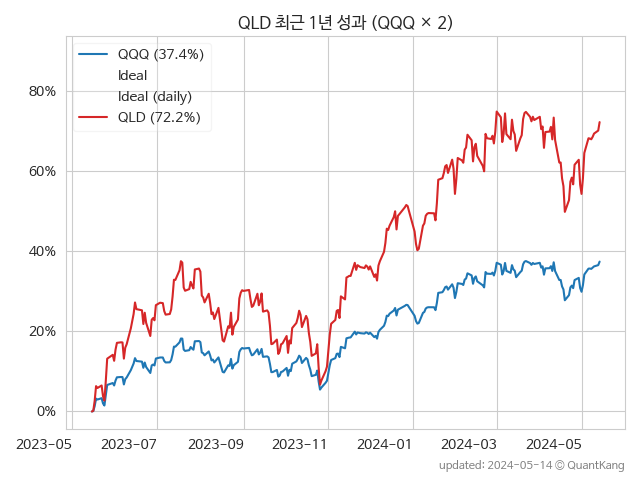 QLD 최근 1년 성과 (QQQ × 2)
QQQ (37.4%)
Ideal
Ideal (daily)
QLD (72.2%)
80%
60%
40%
20%
0%
2023-05 2023-07 2023-09 2023-11 2024-01 2024-03 2024-05
updated: 2024-05-14 © QuantKang